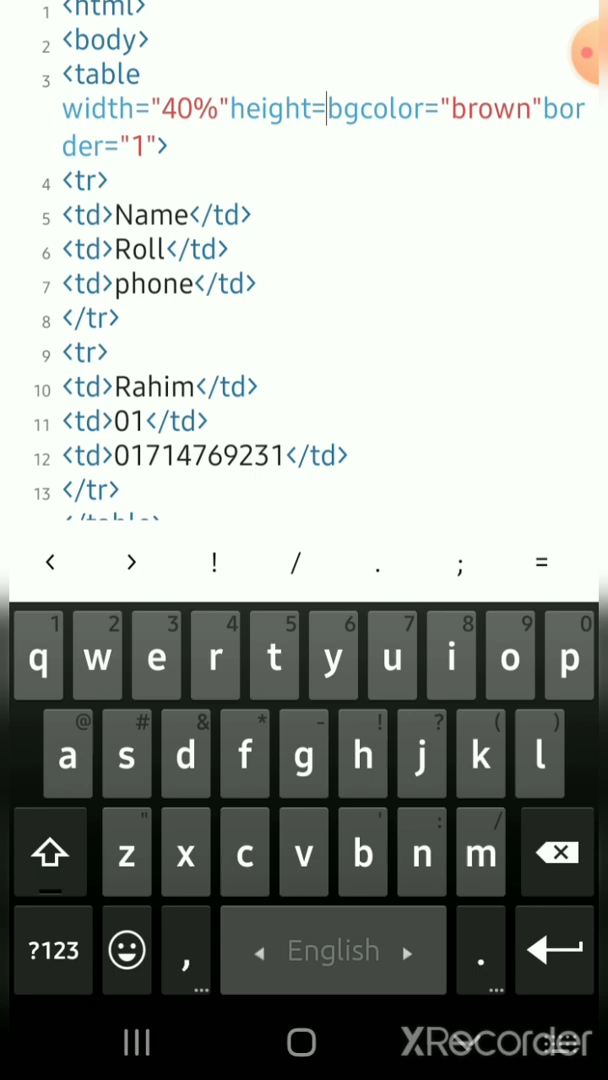 1 <html>
2 <body>
3 <table
width="40%"height=bgcolor="brown"bor
der="1">
4 <tr>
5 <td>Name</td>
6 <td>Roll</td>
7 <td>phone</td>
8 </tr>
9 <tr>
10 <td>Rahim</td>
11 <td>01</td>
12 <td>01714769231</td>
13 </tr>
</table>
< > ! / . ; =
1 2 3 4 5 6 7 8 9 0
q w e r t y u i o p
@ # & * - ! ? ( )
a s d f g h j k l
" ' : /
z x c v b n m
?123 , ... English . ...
XRecorder